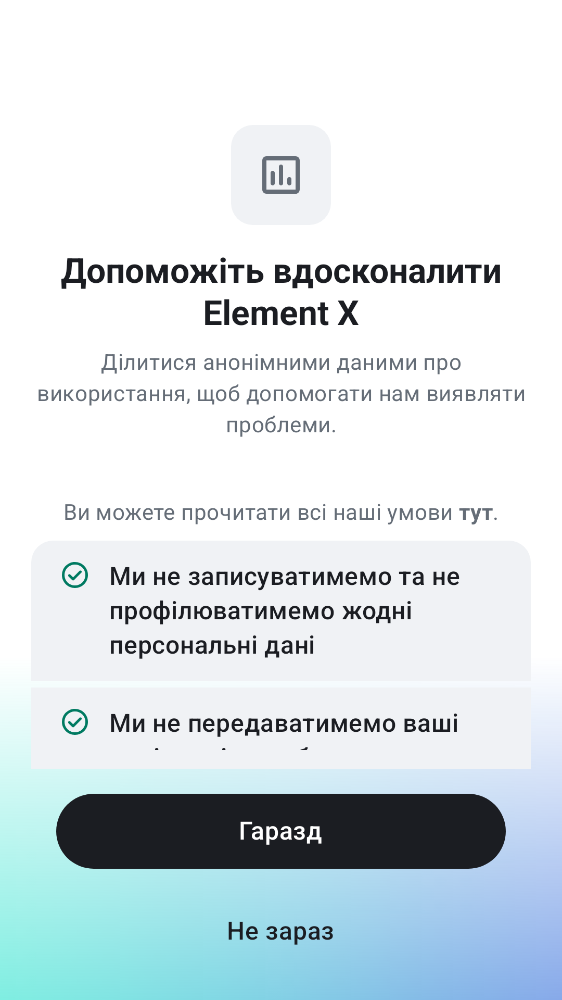 Допоможіть вдосконалити
Element X
Ділитися анонімними даними про
використання, щоб допомогати нам виявляти
проблеми.
Ви можете прочитати всі наші умови тут.
Ми не записуватимемо та не
профілюватимемо жодні
персональні дані
Ми не передаватимемо ваші
Гаразд
Не зараз